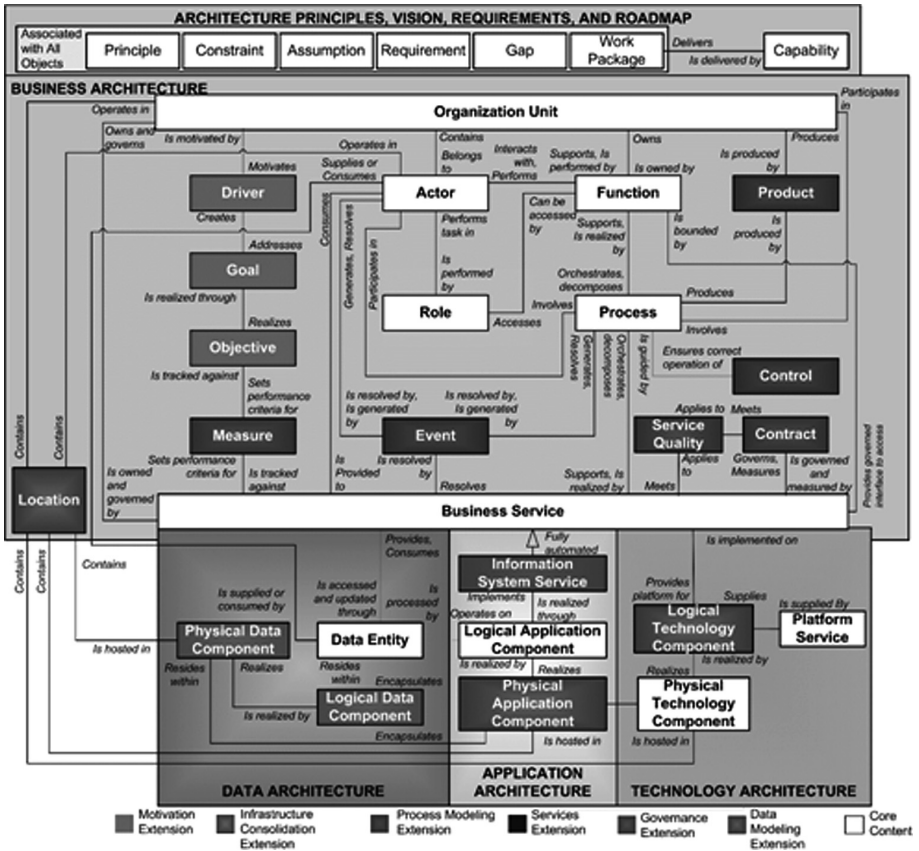 ARCHITECTURE PRINCIPLES, VISION, REQUIREMENTS, AND ROADMAP
Associated
with All
Objects
Principle
Constraint
Assumption
Requirement
Gap
Work
Package
Delivers
Is delivered by
Capability
BUSINESS ARCHITECTURE
Operates in
Organization Unit
Participates
in
Owns and
governs
Is motivated by
Operates in
Contains
Belongs
to
Interacts
with,
Performs
Supports, Is
performed by
Owns
Is owned by
Produces
Is produced
by
Motivates
Supplies or
Consumes
Driver
Actor
Function
Product
Creates
Consumes
Generates, Resolves
Participates in
Performs
task in
Can be
accessed
by
Supports,
Is realized
by
Is
bounded
by
Is
produced
by
Addresses
Goal
Is realized through
Is
performed
by
Orchestrates,
decomposes
Produces
Realizes
Role
Accesses
Involves
Process
Involves
Objective
Is tracked against
Generates,
Resolves
Orchestrates,
decomposes
Is guided by
Ensures correct
operation of
Control
Sets
performance
criteria for
Is resolved by,
Is generated
by
Is resolved by,
Is generated
by
Applies to
Meets
Measure
Event
Service
Quality
Contract
Contains
Contains
Sets performance
criteria for
Is tracked
against
Is
Provided
to
Is resolved
by
Resolves
Supports, Is
realized by
Applies
to
Meets
Governs,
Measures
Is governed
and
measured by
Provides governed
interface to access
Location
Is owned
and
governed
by
Business Service
Contains
Contains
Contains
Provides,
Consumes
Fully
automated
Is implemented on
Information
System Service
Is supplied or
consumed by
Is accessed
and updated
through
Is
processed
by
Implements
Operates on
Is realized
through
Provides
platform for
Supplies
Is supplied By
Is hosted in
Physical Data
Component
Data Entity
Logical Application
Component
Logical
Technology
Component
Platform
Service
Resides
within
Realizes
Resides
within
Encapsulates
Is realized by
Realizes
Realizes
Is realized by
Is realized by
Logical Data
Component
Physical
Application
Component
Physical
Technology
Component
Encapsulates
Is hosted in
Is hosted in
DATA ARCHITECTURE
APPLICATION
ARCHITECTURE
TECHNOLOGY ARCHITECTURE
Motivation
Extension
Infrastructure
Consolidation
Extension
Process Modeling
Extension
Services
Extension
Governance
Extension
Data
Modeling
Extension
Core
Content